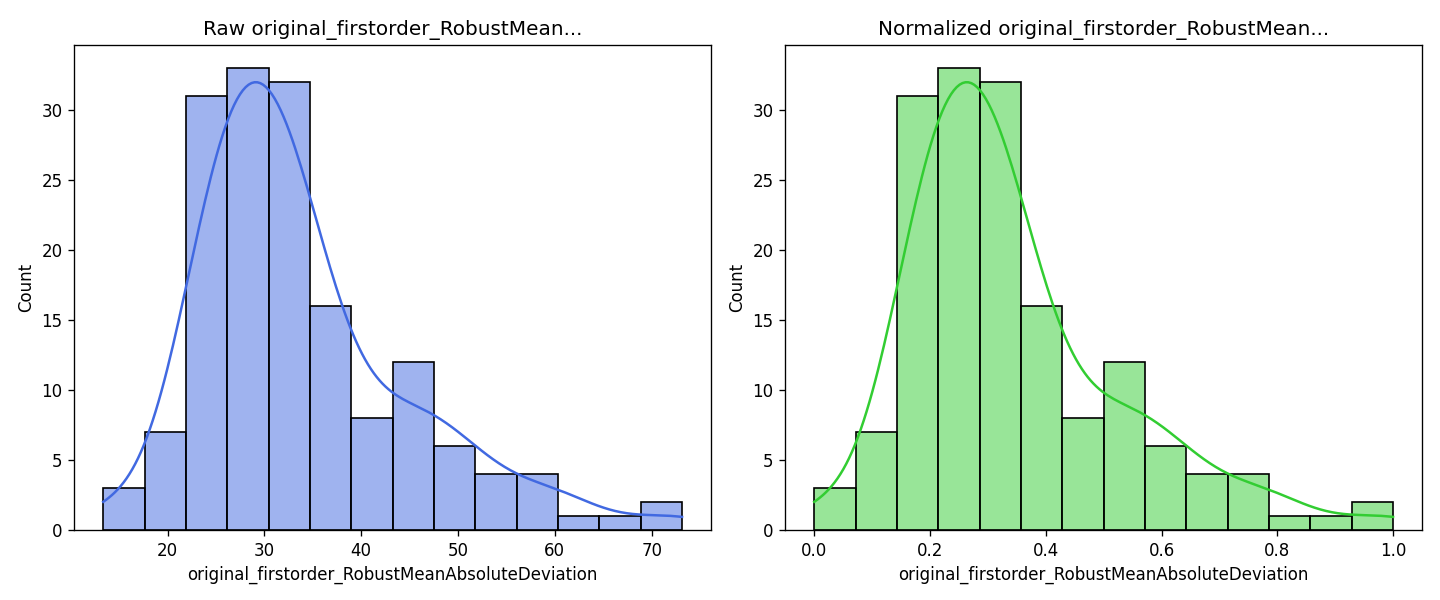 Raw original_firstorder_RobustMean...
Count
30
25
20
15
10
5
0
20 30 40 50 60 70
original_firstorder_RobustMeanAbsoluteDeviation
Normalized original_firstorder_RobustMean...
Count
30
25
20
15
10
5
0
0.0 0.2 0.4 0.6 0.8 1.0
original_firstorder_RobustMeanAbsoluteDeviation